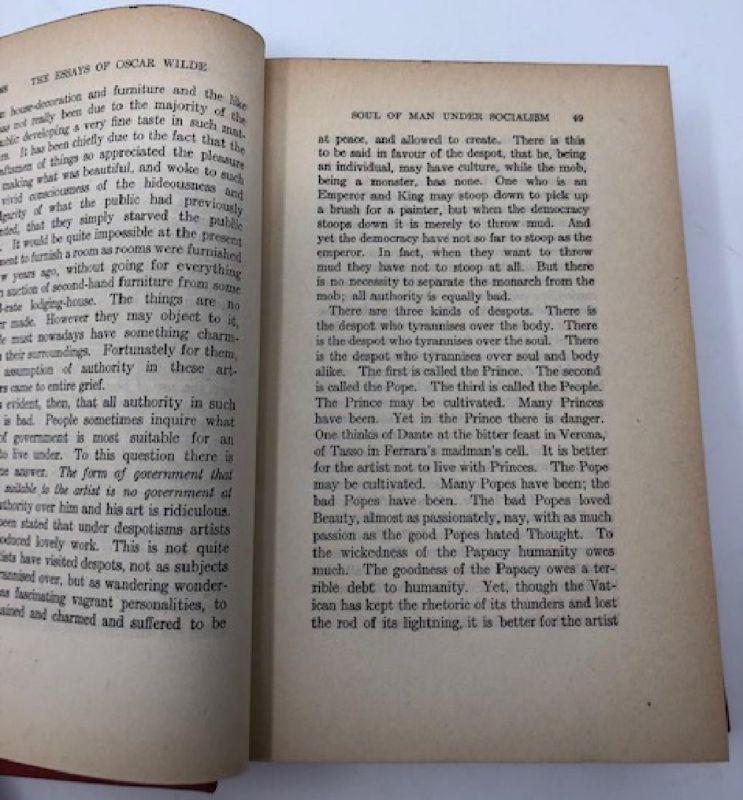 THE ESSAYS OF OSCAR WILDE
house-decoration and furniture and the like
not really been due to the majority of the
developing a very fine taste in such mat-
It has been chiefly due to the fact that the
of things so appreciated the pleasure
making what was beautiful, and woke to such
vivid consciousness of the hideousness and
of what the public had previously
that they simply starved the public
It would be quite impossible at the present
to furnish a room as rooms were furnished
years ago, without going for everything
auction of second-hand furniture from some
lodging-house. The things are no
made. However they may object to it,
must nowadays have something charm-
their surroundings. Fortunately for them,
assumption of authority in these art-
came to entire grief.
evident, then, that all authority in such
is bad. People sometimes inquire what
of government is most suitable for an
to live under. To this question there is
answer. The form of government that
suitable to the artist is no government at
over him and his art is ridiculous.
been stated that under despotisms artists
lovely work. This is not quite
have visited despots, not as subjects
over, but as wandering wonder-
as fascinating vagrant personalities, to
and charmed and suffered to be
SOUL OF MAN UNDER SOCIALISM 49
at peace, and allowed to create. There is this
to be said in favour of the despot, that he, being
an individual, may have culture, while the mob,
being a monster, has none. One who is an
Emperor and King may stoop down to pick up
a brush for a painter, but when the democracy
stoops down it is merely to throw mud. And
yet the democracy have not so far to stoop as the
emperor. In fact, when they want to throw
mud they have not to stoop at all. But there
is no necessity to separate the monarch from the
mob; all authority is equally bad.
There are three kinds of despots. There is
the despot who tyrannises over the body. There
is the despot who tyrannises over the soul. There
is the despot who tyrannises over soul and body
alike. The first is called the Prince. The second
is called the Pope. The third is called the People.
The Prince may be cultivated. Many Princes
have been. Yet in the Prince there is danger.
One thinks of Dante at the bitter feast in Verona,
of Tasso in Ferrara's madman's cell. It is better
for the artist not to live with Princes. The Pope
may be cultivated. Many Popes have been; the
bad Popes have been. The bad Popes loved
Beauty, almost as passionately, nay, with as much
passion as the good Popes hated Thought. To
the wickedness of the Papacy humanity owes
much. The goodness of the Papacy owes a ter-
rible debt to humanity. Yet, though the Vat-
ican has kept the rhetoric of its thunders and lost
the rod of its lightning, it is better for the artist